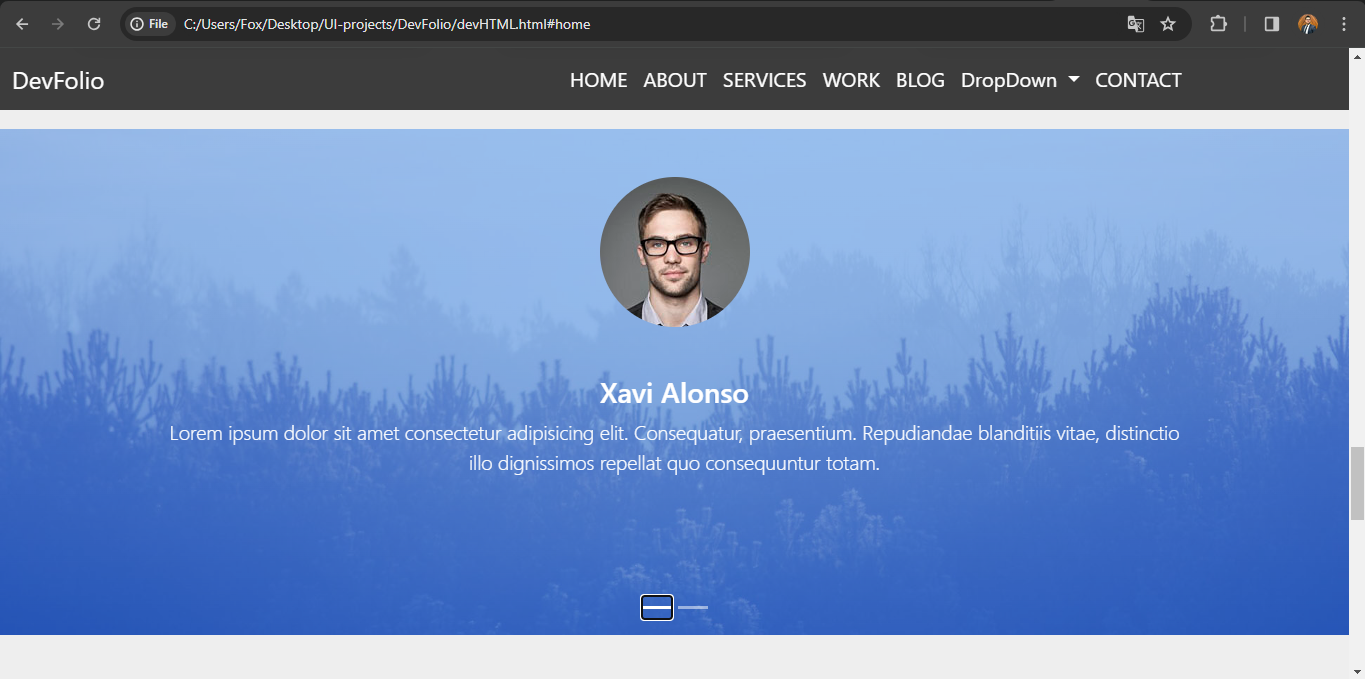 File C:/Users/Fox/Desktop/UI-projects/DevFolio/devHTML.html#home
DevFolio HOME ABOUT SERVICES WORK BLOG DropDown CONTACT
Xavi Alonso
Lorem ipsum dolor sit amet consectetur adipisicing elit. Consequatur, praesentium. Repudiandae blanditiis vitae, distinctio
illo dignissimos repellat quo consequuntur totam.